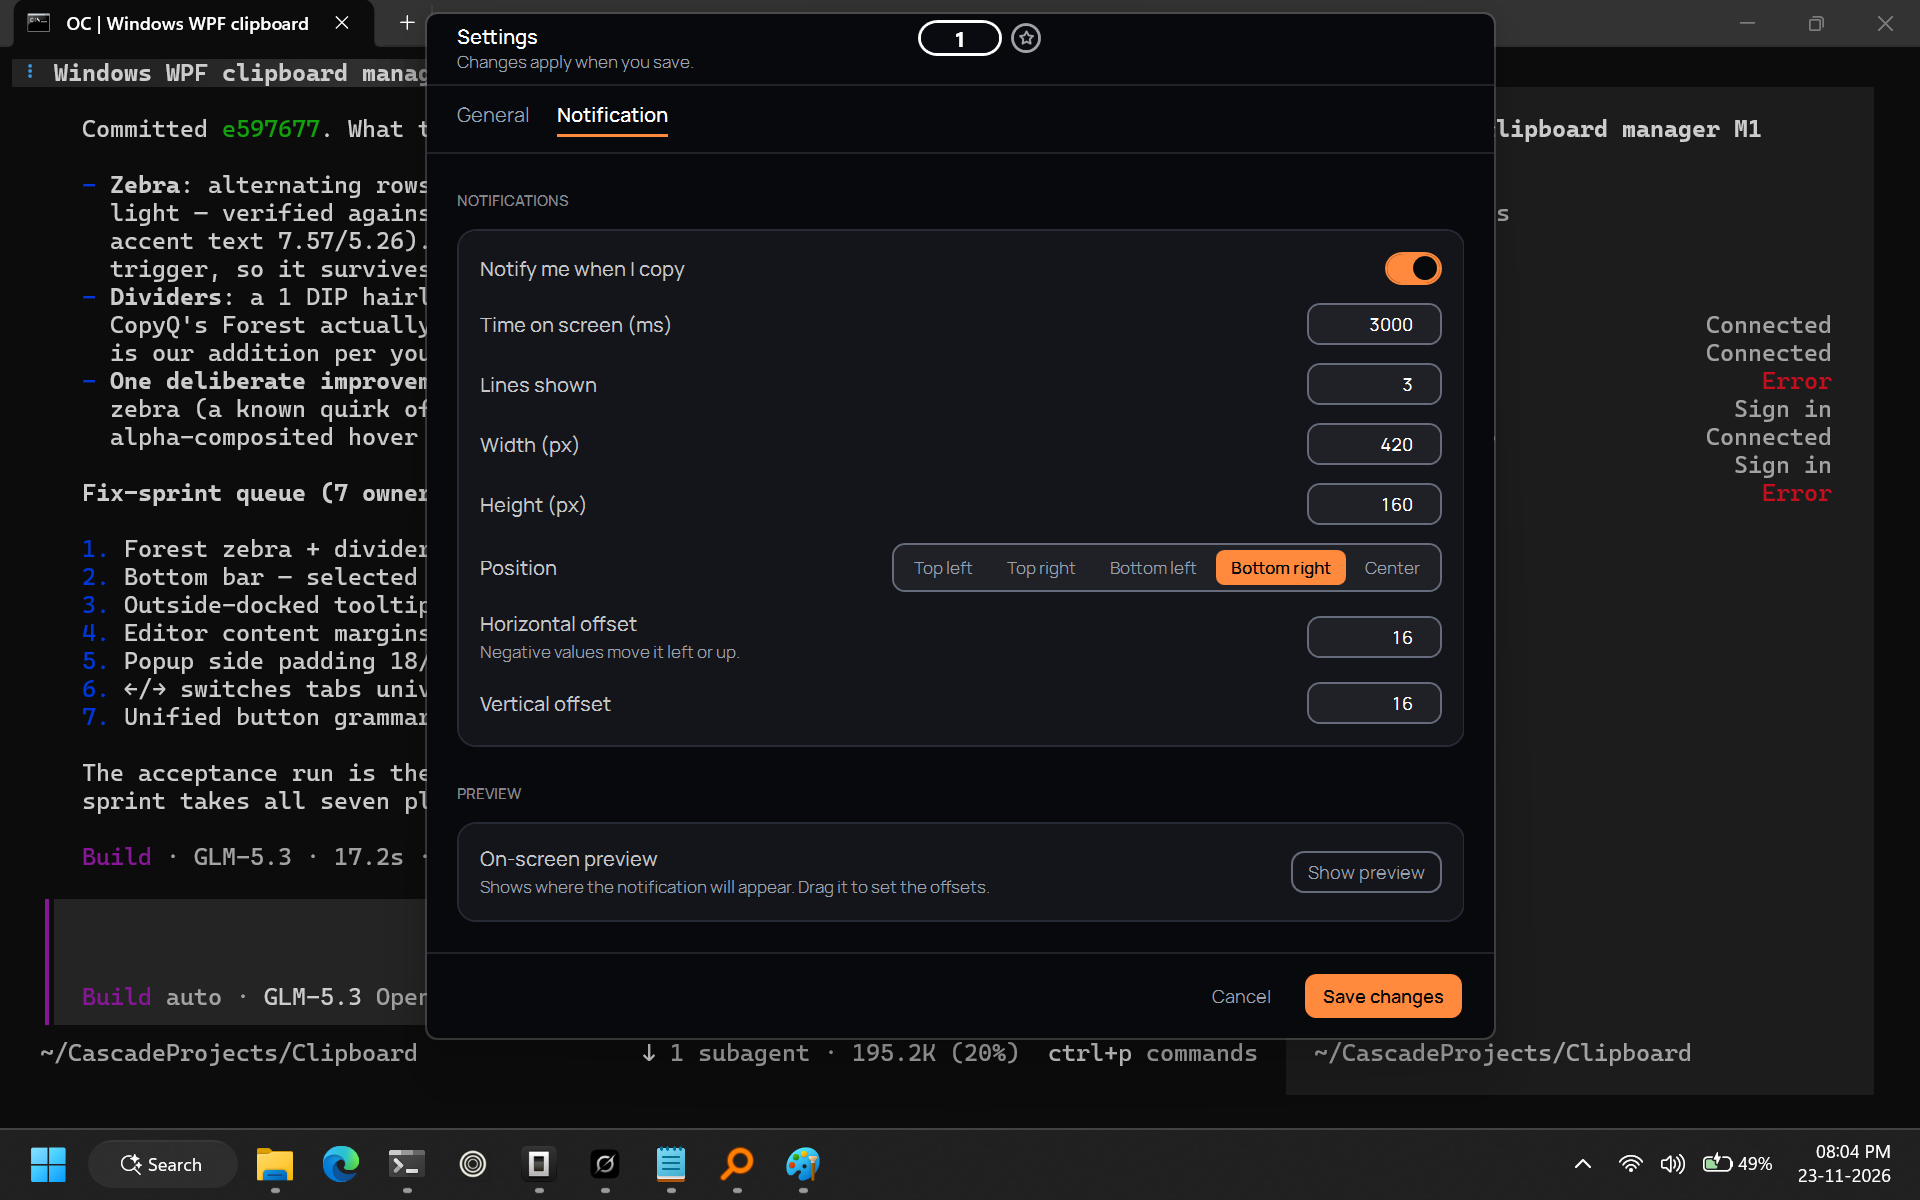 OC | Windows WPF clipboard
Windows WPF clipboard
Committed e597677. What
- Zebra: alternating rows
light — verified agains
accent text 7.57/5.26).
trigger, so it survives
- Dividers: a 1 DIP hairl
CopyQ's Forest actually
is our addition per you
- One deliberate improvem
zebra (a known quirk of
alpha-composited hover
Fix-sprint queue (7 owner
1. Forest zebra + divider
2. Bottom bar — selected
3. Outside-docked tooltip
4. Editor content margins
5. Popup side padding 18/
6. ←/→ switches tabs univ
7. Unified button grammar
The acceptance run is the
sprint takes all seven pl
Build · GLM-5.3 · 17.2s ·
Build auto · GLM-5.3 Open
~/CascadeProjects/Clipboard
↓ 1 subagent · 195.2K (20%) ctrl+p commands
Settings
Changes apply when you save.
1
General
Notification
NOTIFICATIONS
Notify me when I copy
Time on screen (ms)
3000
Lines shown
3
Width (px)
420
Height (px)
160
Position
Top left
Top right
Bottom left
Bottom right
Center
Horizontal offset
Negative values move it left or up.
16
Vertical offset
16
PREVIEW
On-screen preview
Shows where the notification will appear. Drag it to set the offsets.
Show preview
Cancel
Save changes
lipboard manager M1
s
Connected
Connected
Error
Sign in
Connected
Sign in
Error
~/CascadeProjects/Clipboard
Search
49%
08:04 PM
23-11-2026